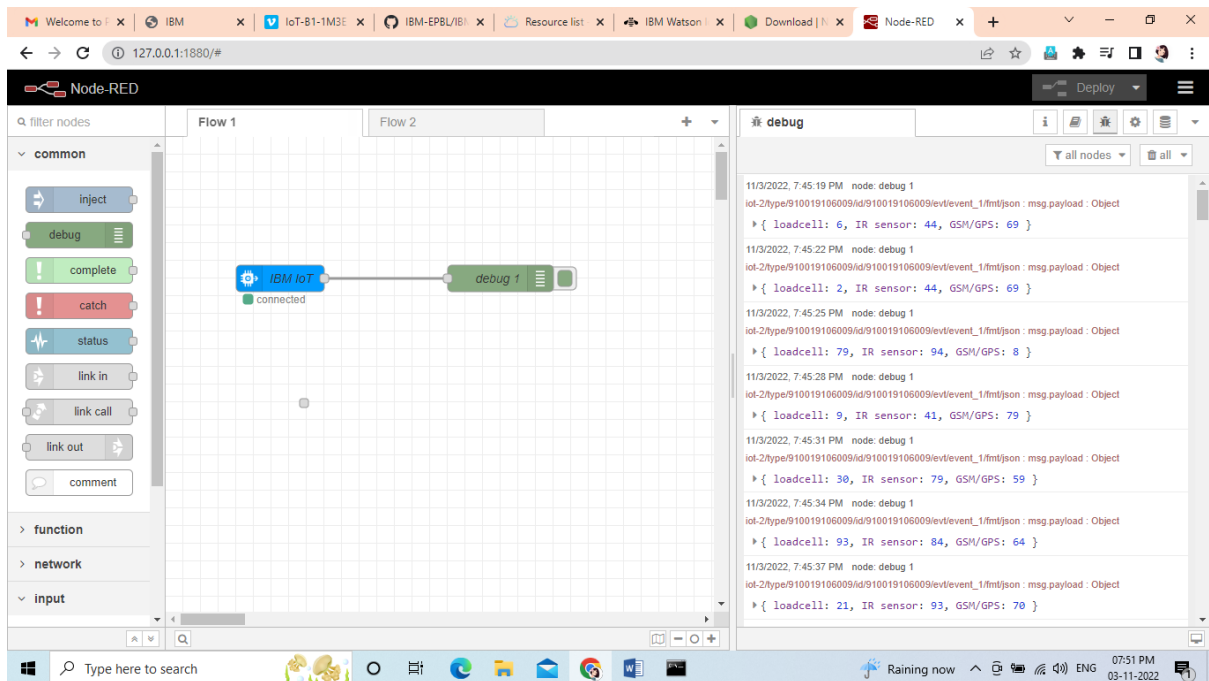 Welcome to P
IBM
IoT-B1-1M3E
IBM-EPBL/IBM
Resource list
IBM Watson I
Download | N
Node-RED
127.0.0.1:1880/#
Node-RED
Deploy
filter nodes
Flow 1
Flow 2
debug
i
all nodes
all
common
inject
debug
complete
catch
status
link in
link call
link out
comment
function
network
input
IBM IoT
connected
debug 1
11/3/2022, 7:45:19 PM node: debug 1
iot-2/type/910019106009/id/910019106009/evt/event_1/fmt/json : msg.payload : Object
{ loadcell: 6, IR sensor: 44, GSM/GPS: 69 }
11/3/2022, 7:45:22 PM node: debug 1
iot-2/type/910019106009/id/910019106009/evt/event_1/fmt/json : msg.payload : Object
{ loadcell: 2, IR sensor: 44, GSM/GPS: 69 }
11/3/2022, 7:45:25 PM node: debug 1
iot-2/type/910019106009/id/910019106009/evt/event_1/fmt/json : msg.payload : Object
{ loadcell: 79, IR sensor: 94, GSM/GPS: 8 }
11/3/2022, 7:45:28 PM node: debug 1
iot-2/type/910019106009/id/910019106009/evt/event_1/fmt/json : msg.payload : Object
{ loadcell: 9, IR sensor: 41, GSM/GPS: 79 }
11/3/2022, 7:45:31 PM node: debug 1
iot-2/type/910019106009/id/910019106009/evt/event_1/fmt/json : msg.payload : Object
{ loadcell: 30, IR sensor: 79, GSM/GPS: 59 }
11/3/2022, 7:45:34 PM node: debug 1
iot-2/type/910019106009/id/910019106009/evt/event_1/fmt/json : msg.payload : Object
{ loadcell: 93, IR sensor: 84, GSM/GPS: 64 }
11/3/2022, 7:45:37 PM node: debug 1
iot-2/type/910019106009/id/910019106009/evt/event_1/fmt/json : msg.payload : Object
{ loadcell: 21, IR sensor: 93, GSM/GPS: 70 }
Type here to search
Raining now
ENG
07:51 PM
03-11-2022